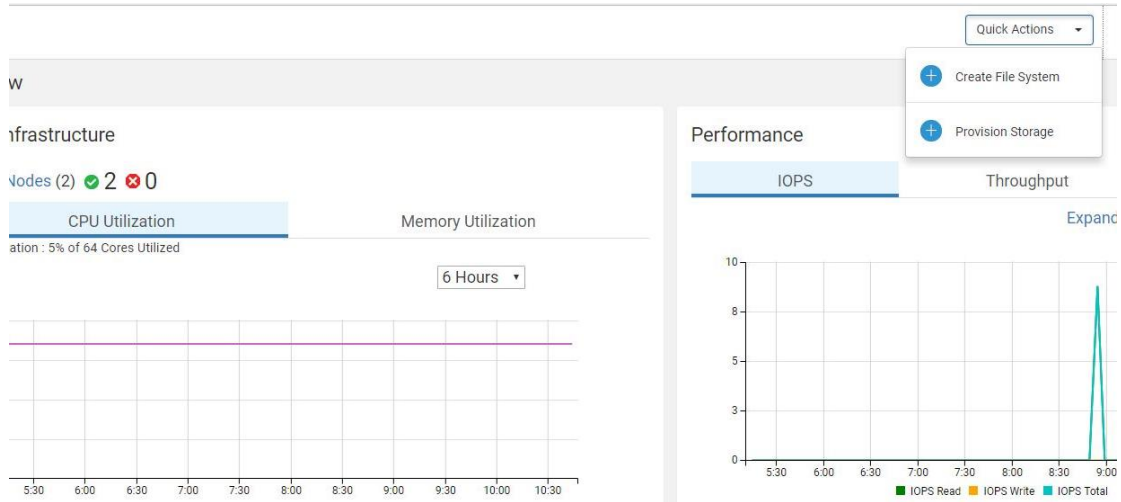 Quick Actions
Create File System
Provision Storage
w
nfrastructure
Nodes (2) 2 0
CPU Utilization
Memory Utilization
ation : 5% of 64 Cores Utilized
6 Hours
5:30 6:00 6:30 7:00 7:30 8:00 8:30 9:00 9:30 10:00 10:30
Performance
IOPS
Throughput
Expand
10
8
5
3
0
5:30 6:00 6:30 7:00 7:30 8:00 8:30 9:00
IOPS Read IOPS Write IOPS Total